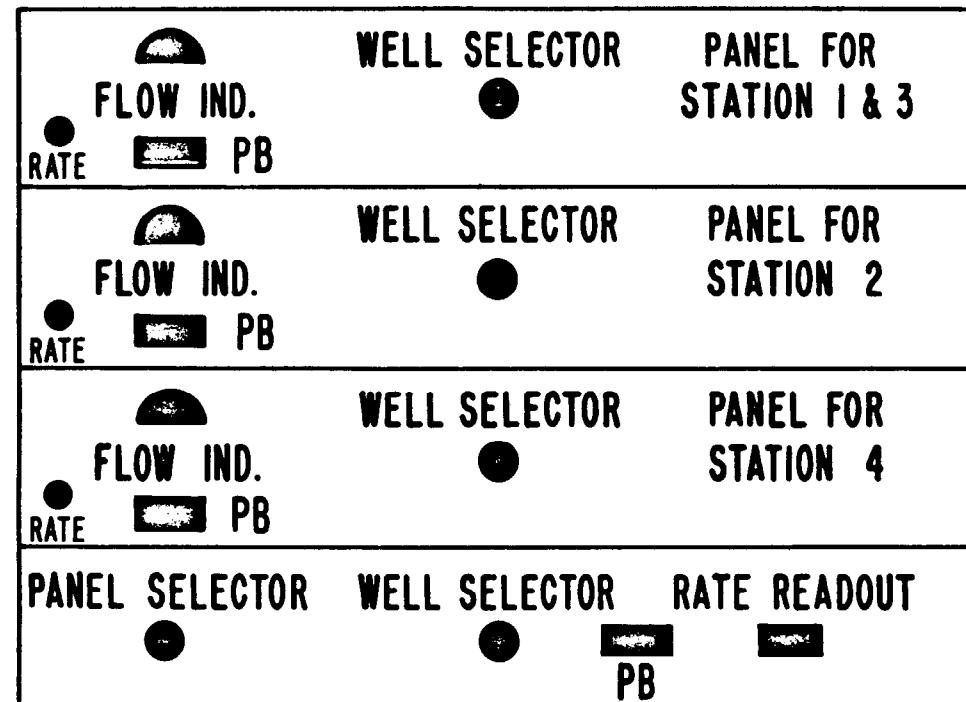 WELL SELECTOR PANEL FOR
FLOW IND. STATION 1 & 3
RATE PB
WELL SELECTOR PANEL FOR
FLOW IND. STATION 2
RATE PB
WELL SELECTOR PANEL FOR
FLOW IND. STATION 4
RATE PB
PANEL SELECTOR WELL SELECTOR RATE READOUT
PB